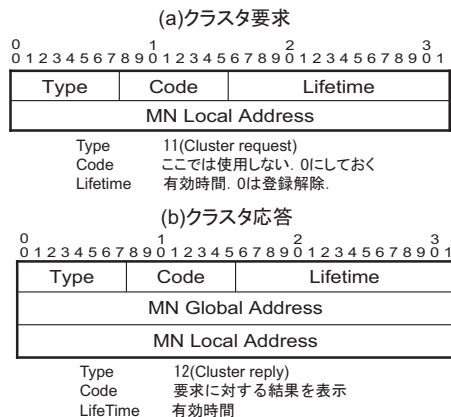 (a)クラスタ要求
0 1 2 3
0 1 2 3 4 5 6 7 8 9 0 1 2 3 4 5 6 7 8 9 0 1 2 3 4 5 6 7 8 9 0 1
Type Code Lifetime
MN Local Address
Type 11(Cluster request)
Code ここでは使用しない. 0にしておく
Lifetime 有効時間. 0は登録解除.
(b)クラスタ応答
0 1 2 3
0 1 2 3 4 5 6 7 8 9 0 1 2 3 4 5 6 7 8 9 0 1 2 3 4 5 6 7 8 9 0 1
Type Code Lifetime
MN Global Address
MN Local Address
Type 12(Cluster reply)
Code 要求に対する結果を表示
LifeTime 有効時間